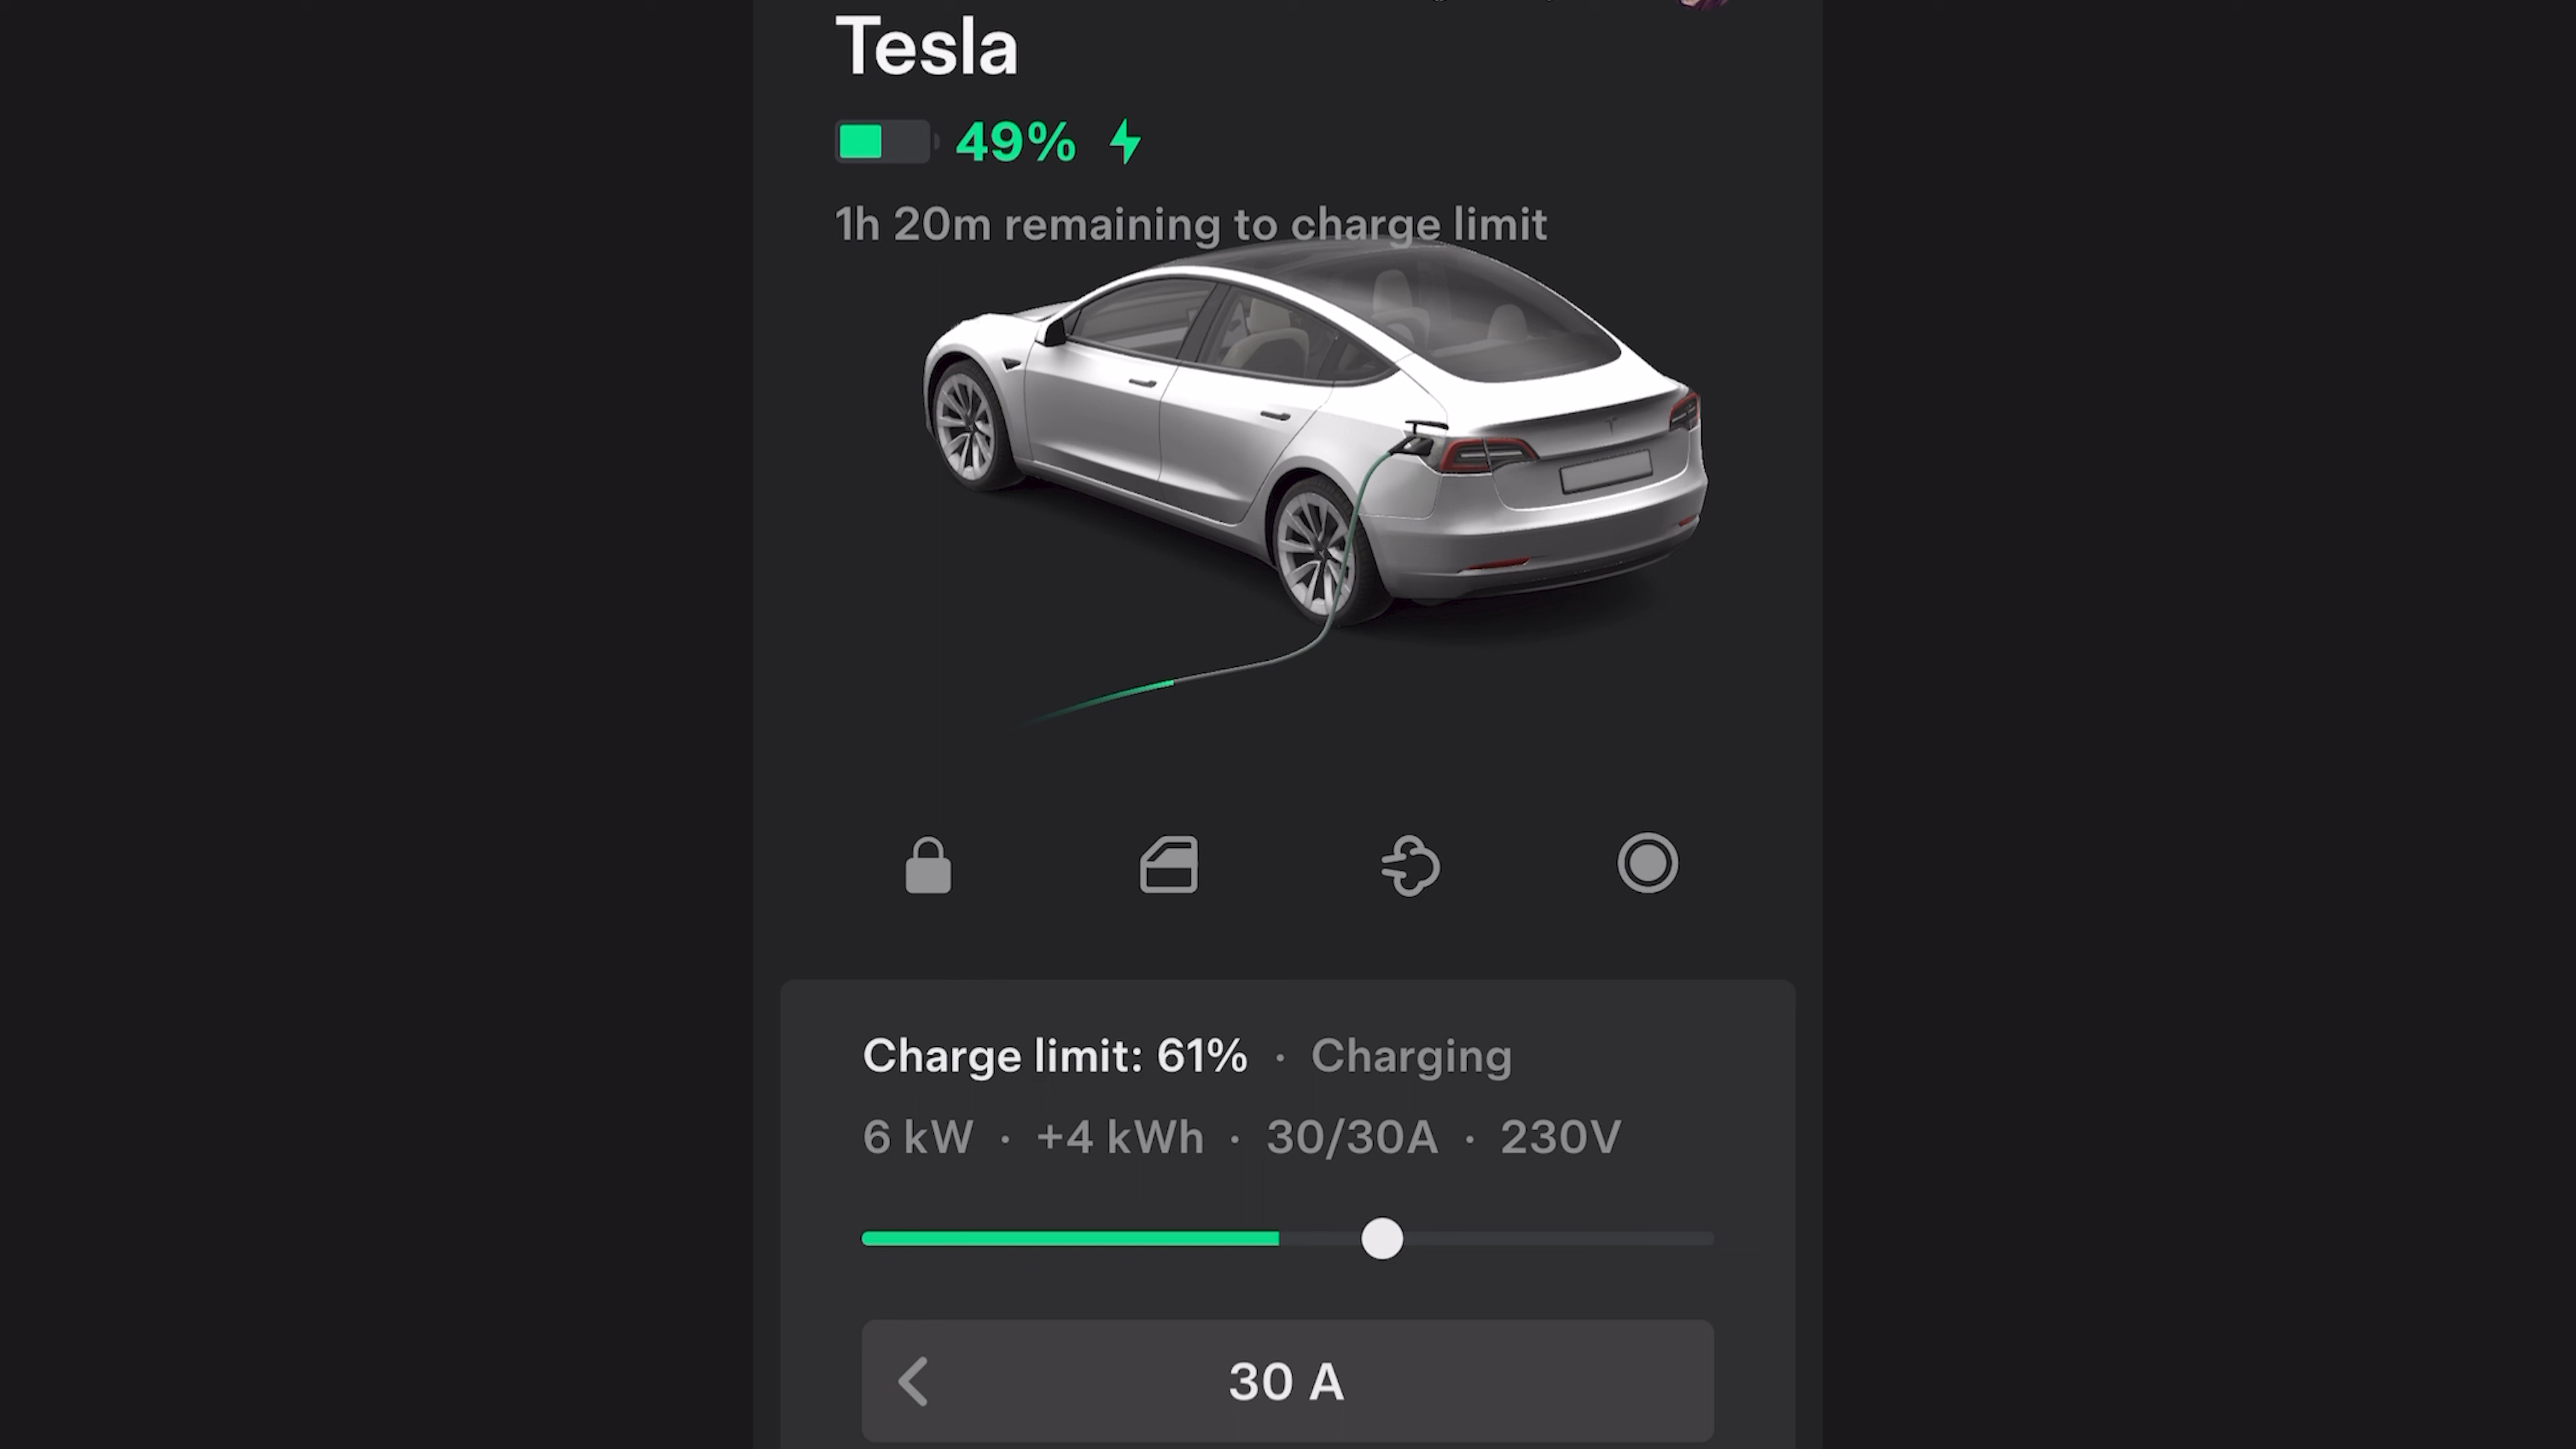 Tesla
49%
1h 20m remaining to charge limit
Charge limit: 61% · Charging
6 kW · +4 kWh · 30/30A · 230V
30 A